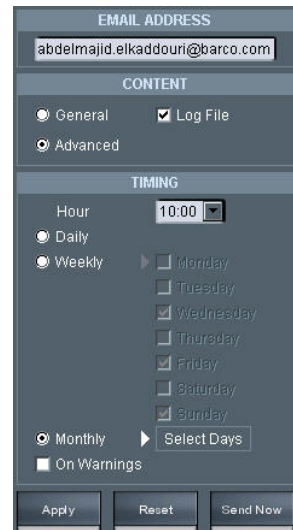 EMAIL ADDRESS
abdelmajid.elkaddouri@barco.com
CONTENT
General Log File
Advanced
TIMING
Hour 10:00
Daily
Weekly Monday
Tuesday
Wednesday
Thursday
Friday
Saturday
Sunday
Monthly Select Days
On Warnings
Apply Reset Send Now